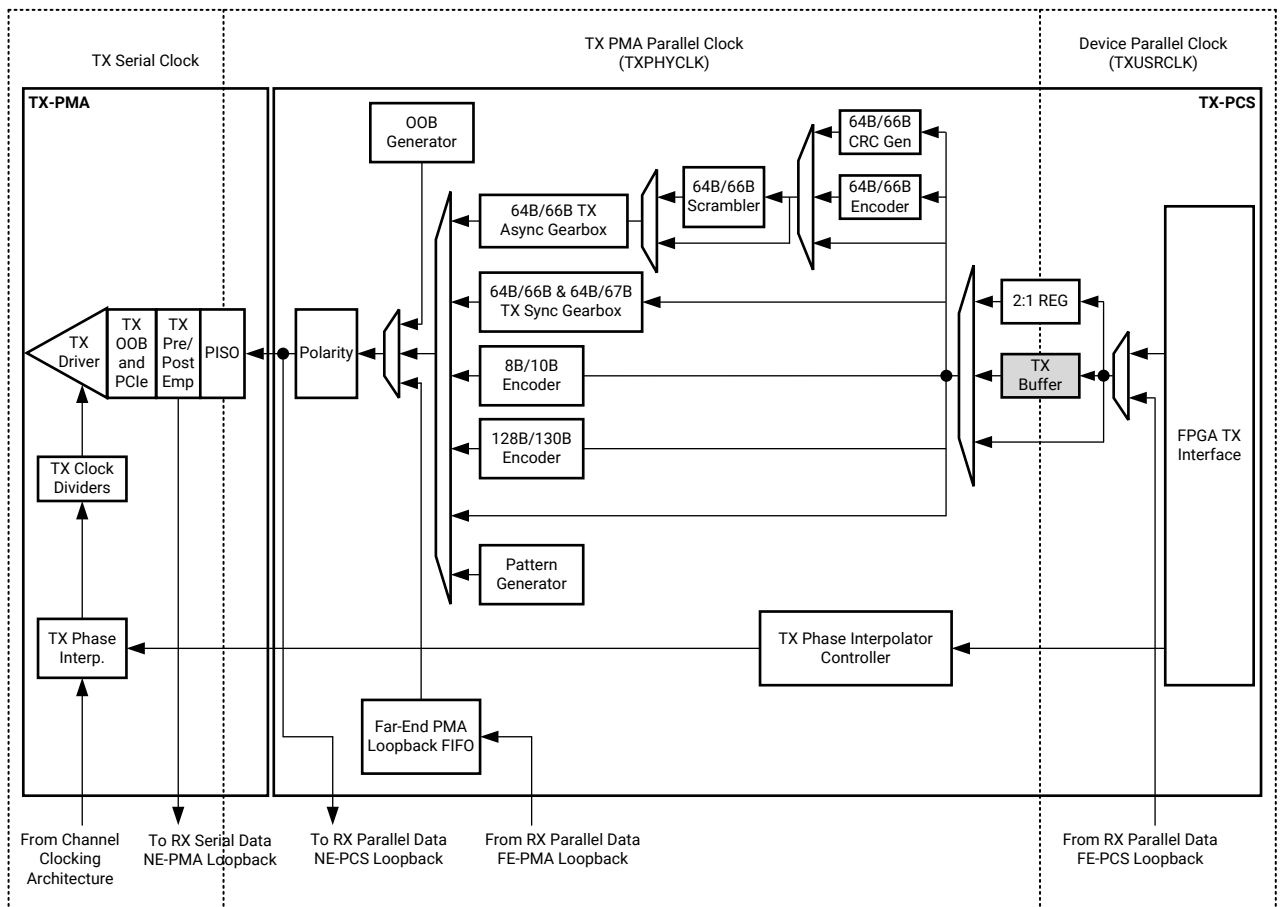 TX Serial Clock
TX PMA Parallel Clock
(TXPHYCLK)
Device Parallel Clock
(TXUSRCLK)
TX-PMA
TX-PCS
OOB
Generator
64B/66B
CRC Gen
64B/66B
Scrambler
64B/66B
Encoder
64B/66B TX
Async Gearbox
64B/66B & 64B/67B
TX Sync Gearbox
2:1 REG
TX
Driver
TX
OOB
and
PCIe
TX
Pre/
Post
Emp
PISO
Polarity
8B/10B
Encoder
TX
Buffer
128B/130B
Encoder
FPGA TX
Interface
TX Clock
Dividers
Pattern
Generator
TX Phase
Interp.
TX Phase Interpolator
Controller
Far-End PMA
Loopback FIFO
From Channel
Clocking
Architecture
To RX Serial Data
NE-PMA Loopback
To RX Parallel Data
NE-PCS Loopback
From RX Parallel Data
FE-PMA Loopback
From RX Parallel Data
FE-PCS Loopback